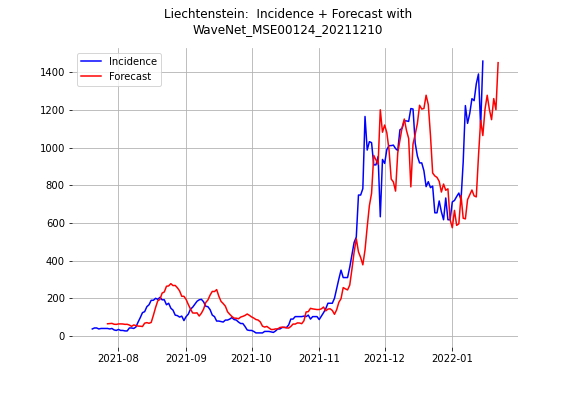 Liechtenstein:  Incidence + Forecast with
WaveNet_MSE00124_20211210
Incidence
Forecast
1400
1200
1000
800
600
400
200
0
2021-08 2021-09 2021-10 2021-11 2021-12 2022-01